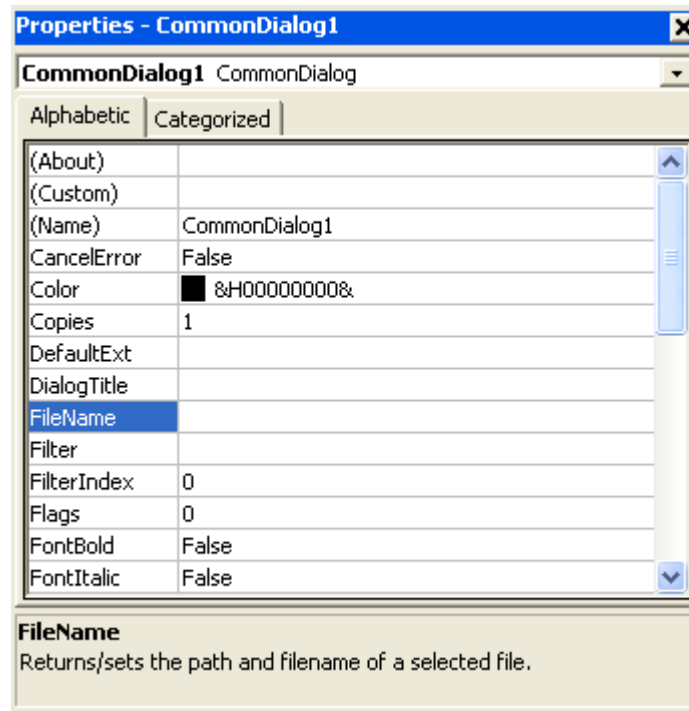 Properties - CommonDialog1
CommonDialog1 CommonDialog
Alphabetic Categorized
(About)
(Custom)
(Name) CommonDialog1
CancelError False
Color &H00000000&
Copies 1
DefaultExt
DialogTitle
FileName
Filter
FilterIndex 0
Flags 0
FontBold False
FontItalic False
FileName
Returns/sets the path and filename of a selected file.